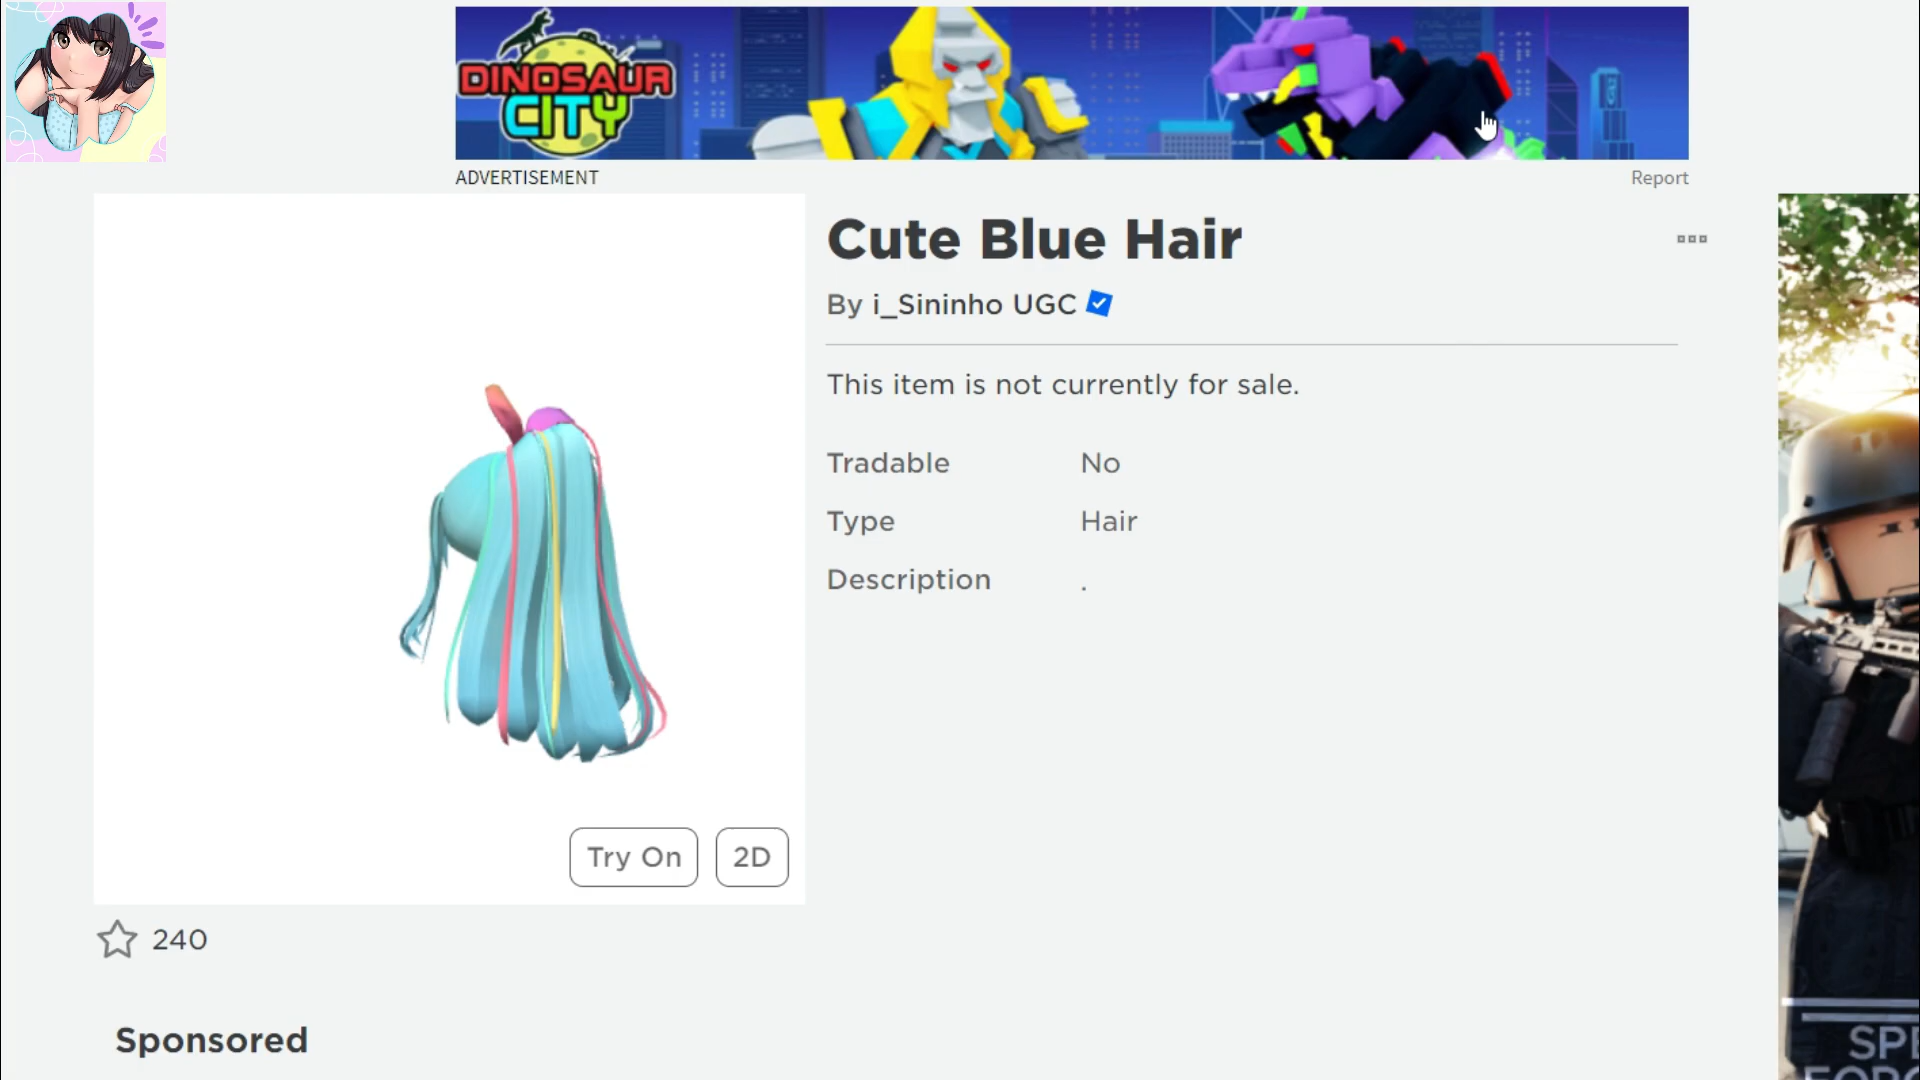 DINOSAUR
CITY
ADVERTISEMENT
Report
Cute Blue Hair
By i_Sininho UGC
This item is not currently for sale.
Tradable No
Type Hair
Description .
Try On
2D
240
Sponsored